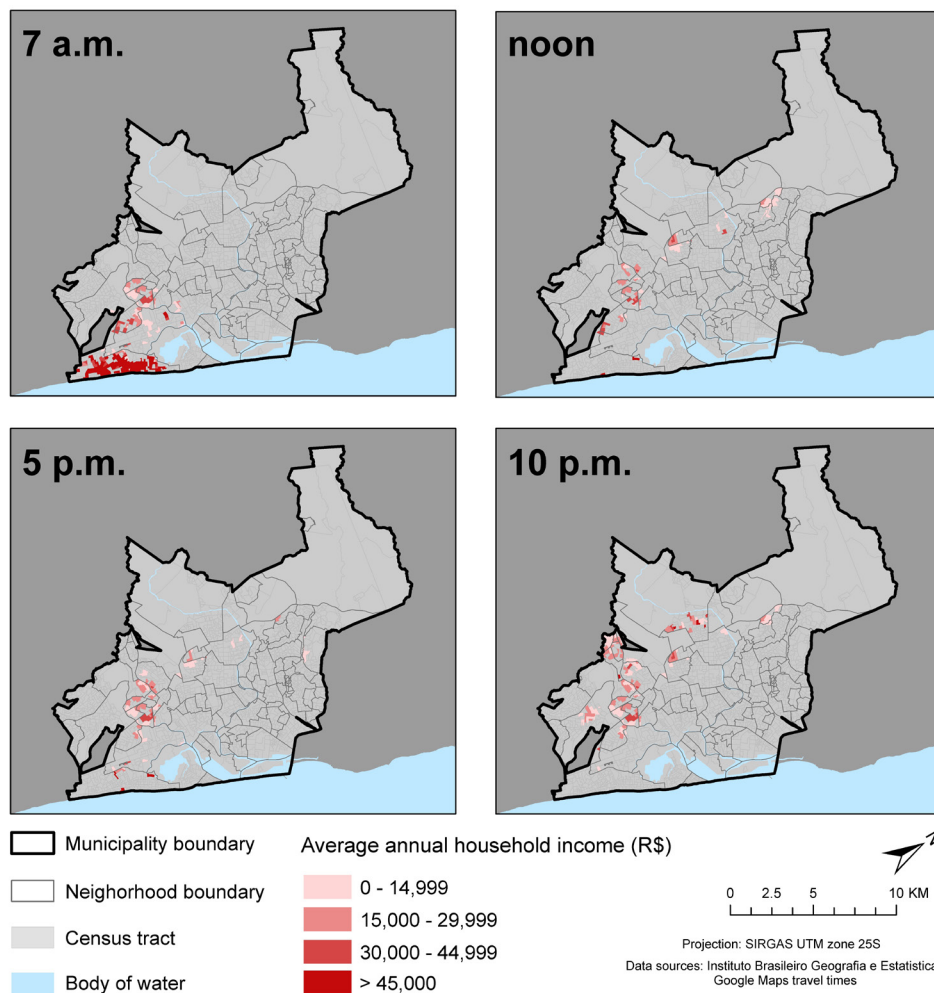 7 a.m.
noon
5 p.m.
10 p.m.
Municipality boundary
Neighorhood boundary
Census tract
Body of water
Average annual household income (R$)
0 - 14,999
15,000 - 29,999
30,000 - 44,999
> 45,000
0 2.5 5 10 KM
Projection: SIRGAS UTM zone 25S
Data sources: Instituto Brasileiro Geografia e Estatistica
Google Maps travel times